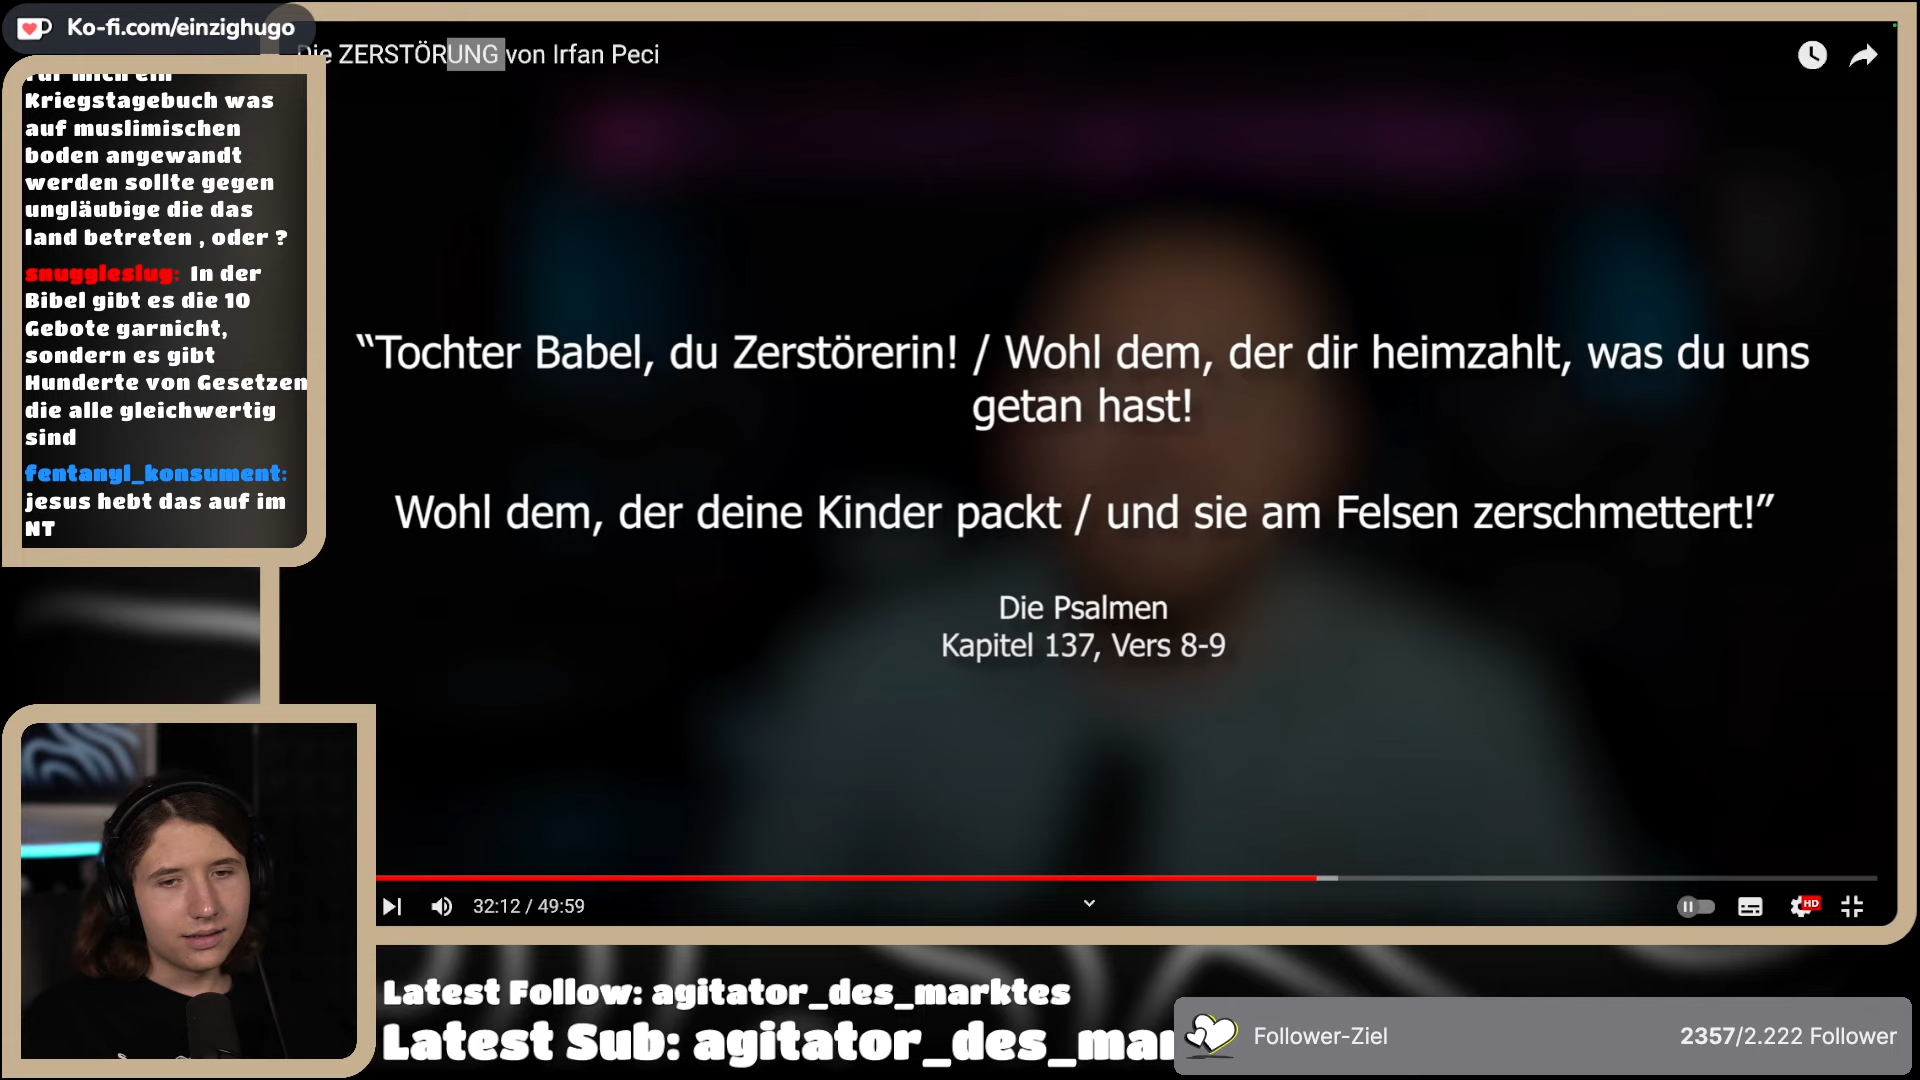 Ko-fi.com/einzighugo
Die ZERSTÖRUNG von Irfan Peci
für mich ein
Kriegstagebuch was
auf muslimischen
boden angewandt
werden sollte gegen
ungläubige die das
land betreten , oder ?
snuggleslug: In der
Bibel gibt es die 10
Gebote garnicht,
sondern es gibt
Hunderte von Gesetzen
die alle gleichwertig
sind
fentanyl_konsument:
jesus hebt das auf im
NT
“Tochter Babel, du Zerstörerin! / Wohl dem, der dir heimzahlt, was du uns
getan hast!
Wohl dem, der deine Kinder packt / und sie am Felsen zerschmettert!”
Die Psalmen
Kapitel 137, Vers 8-9
32:12 / 49:59
HD
Latest Follow: agitator_des_marktes
Latest Sub: agitator_des_mar
Follower-Ziel
2357/2.222 Follower